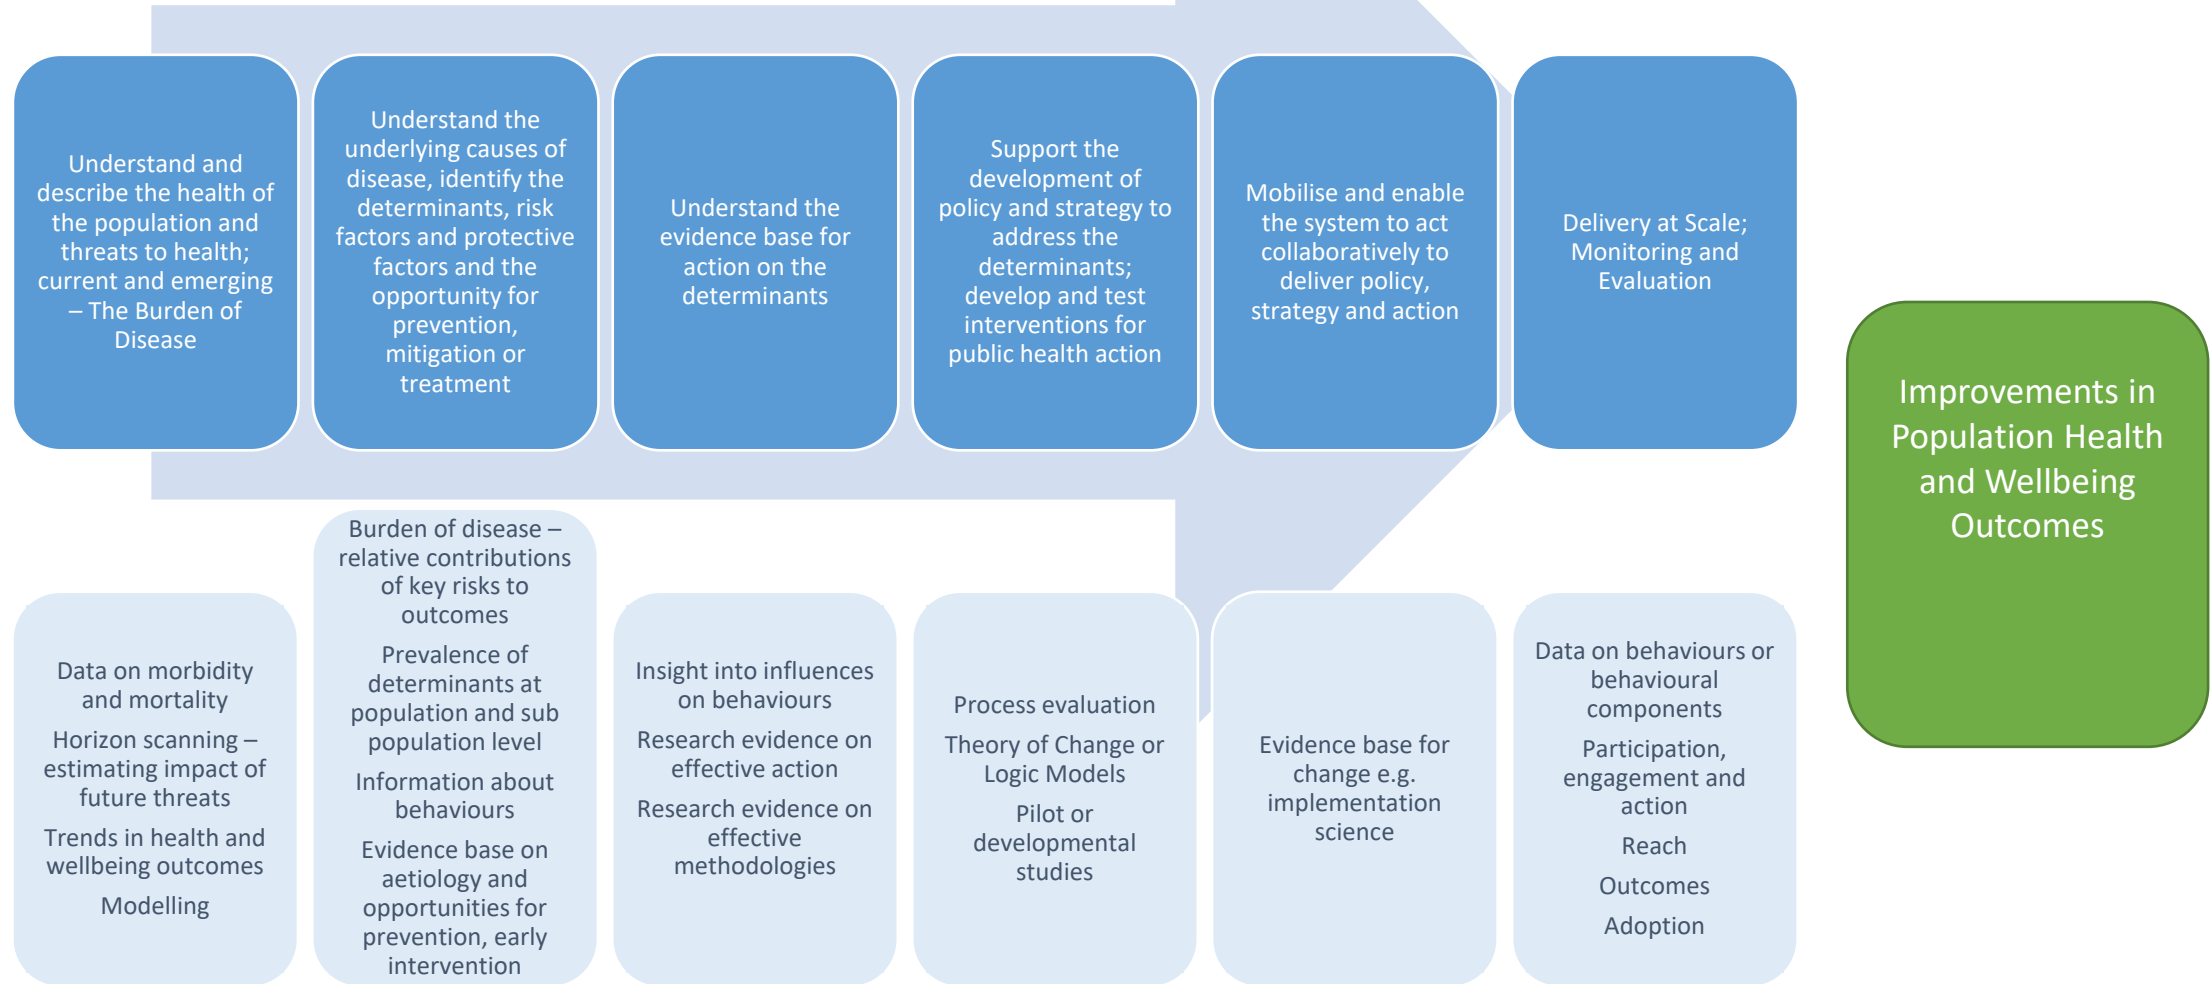 Understand and
describe the health of
the population and
threats to health;
current and emerging
– The Burden of
Disease
Understand the
underlying causes of
disease, identify the
determinants, risk
factors and protective
factors and the
opportunity for
prevention,
mitigation or
treatment
Understand the
evidence base for
action on the
determinants
Support the
development of
policy and strategy to
address the
determinants;
develop and test
interventions for
public health action
Mobilise and enable
the system to act
collaboratively to
deliver policy,
strategy and action
Delivery at Scale;
Monitoring and
Evaluation
Improvements in
Population Health
and Wellbeing
Outcomes
Data on morbidity
and mortality
Horizon scanning –
estimating impact of
future threats
Trends in health and
wellbeing outcomes
Modelling
Burden of disease –
relative contributions
of key risks to
outcomes
Prevalence of
determinants at
population and sub
population level
Information about
behaviours
Evidence base on
aetiology and
opportunities for
prevention, early
intervention
Insight into influences
on behaviours
Research evidence on
effective action
Research evidence on
effective
methodologies
Process evaluation
Theory of Change or
Logic Models
Pilot or
developmental
studies
Evidence base for
change e.g.
implementation
science
Data on behaviours or
behavioural
components
Participation,
engagement and
action
Reach
Outcomes
Adoption